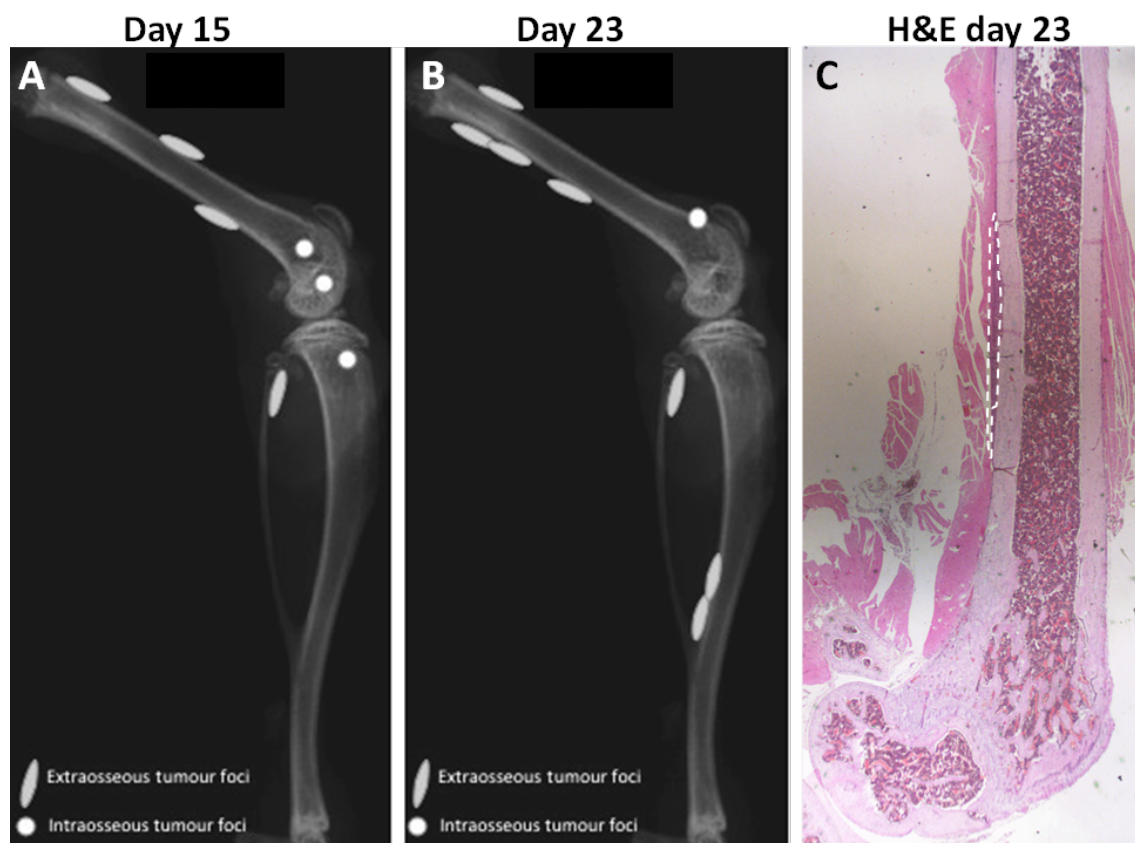 Day 15
Day 23
H&E day 23
A
B
C
Extraosseous tumour foci
Intraosseous tumour foci
Extraosseous tumour foci
Intraosseous tumour foci